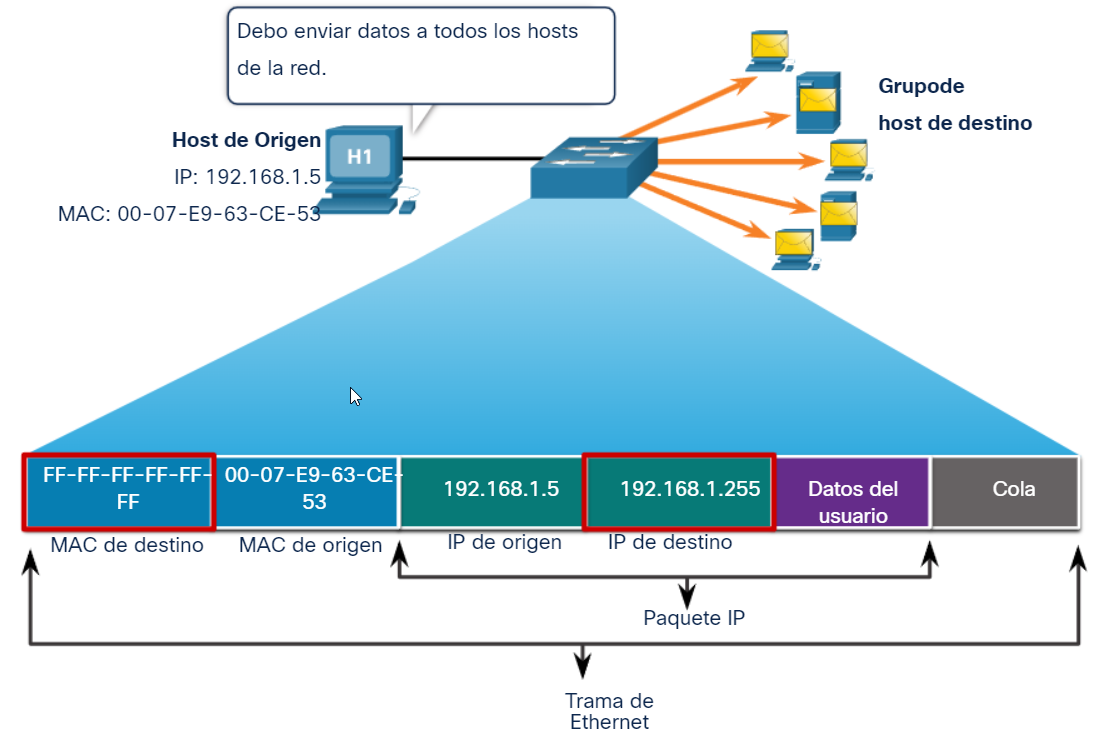 Debo enviar datos a todos los hosts
de la red.
Grupode
host de destino
Host de Origen
IP: 192.168.1.5
MAC: 00-07-E9-63-CE-53
H1
FF-FF-FF-FF-FF-
FF
00-07-E9-63-CE-
53
192.168.1.5
192.168.1.255
Datos del
usuario
Cola
MAC de destino
MAC de origen
IP de origen
IP de destino
Paquete IP
Trama de
Ethernet